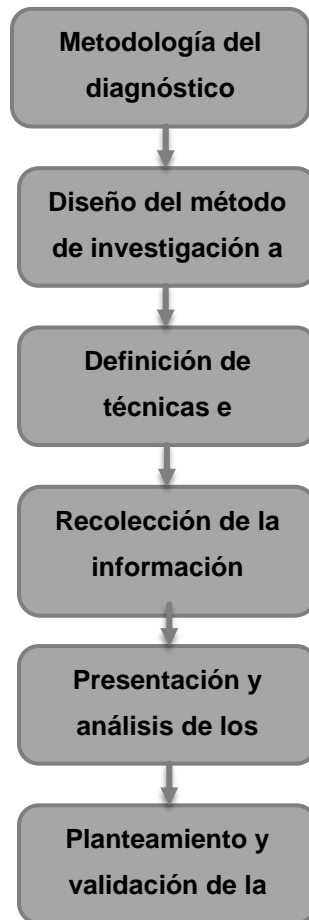 Metodología del
diagnóstico
Diseño del método
de investigación a
Definición de
técnicas e
Recolección de la
información
Presentación y
análisis de los
Planteamiento y
validación de la